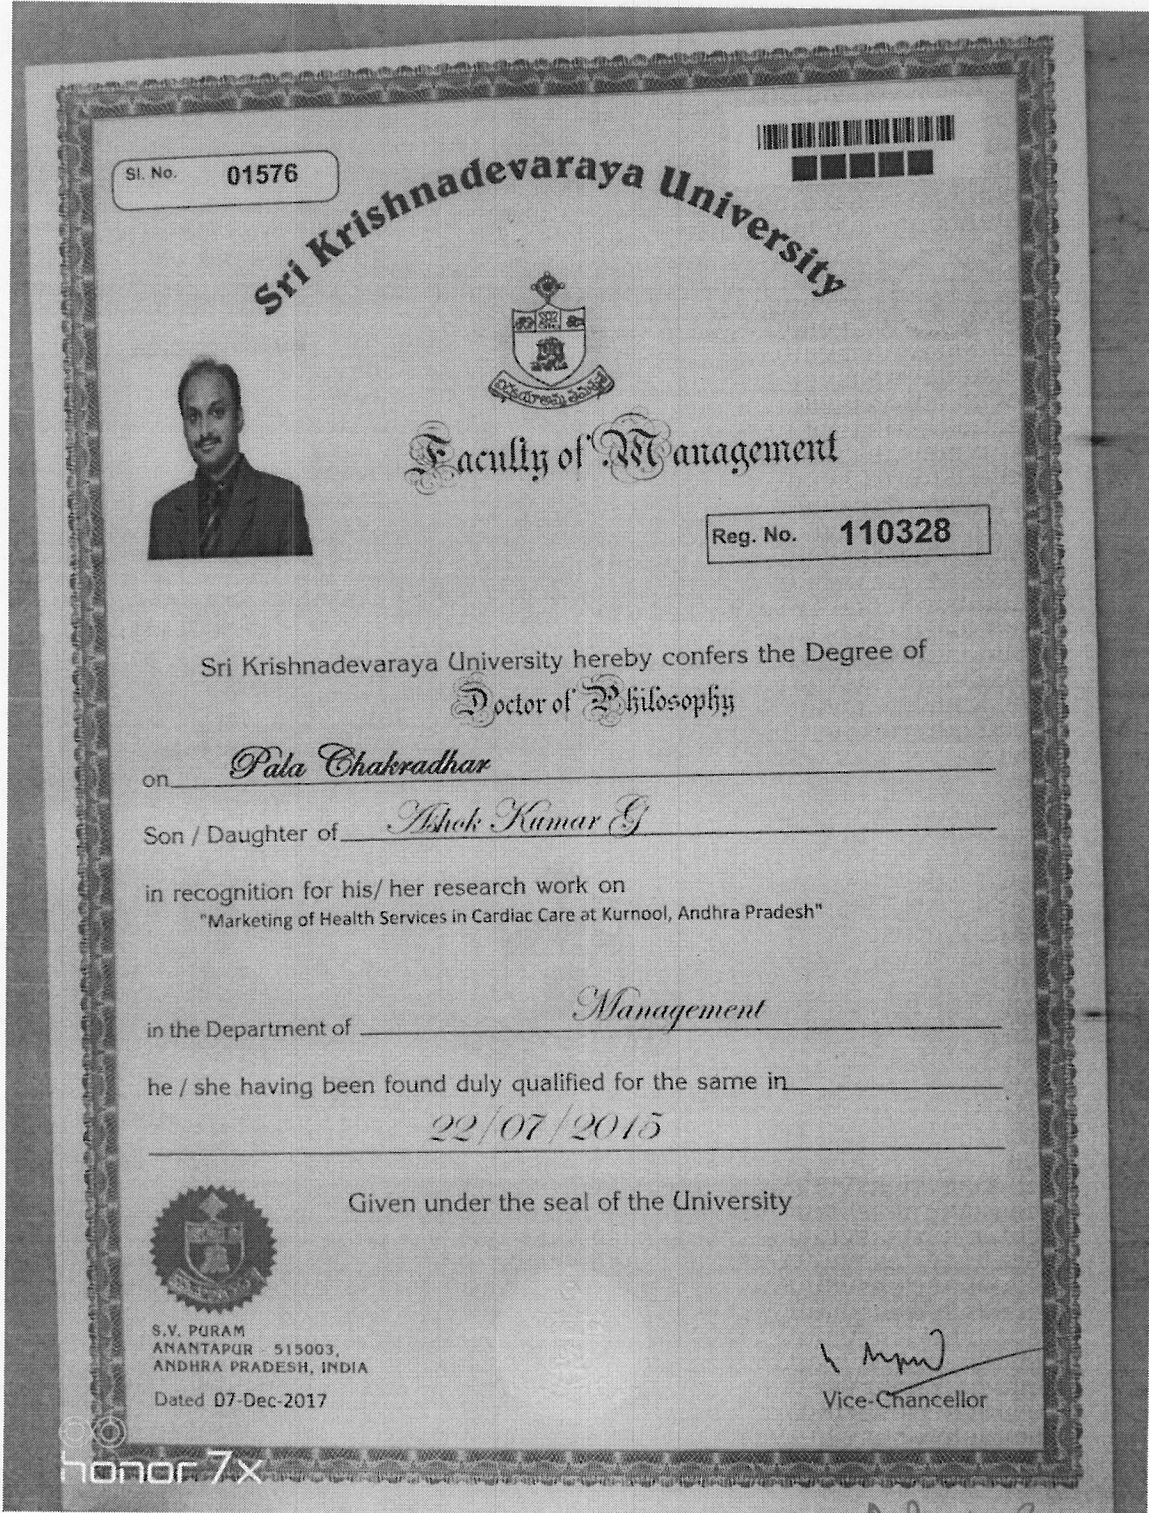 Sl. No. 01576
Sri Krishnadevaraya University
Faculty of Management
Reg. No. 110328
Sri Krishnadevaraya University hereby confers the Degree of
Doctor of Philosophy
on Pala Chakradhar
Son / Daughter of Ashok Kumar G
in recognition for his/ her research work on
"Marketing of Health Services in Cardiac Care at Kurnool, Andhra Pradesh"
in the Department of Management
he / she having been found duly qualified for the same in
22/07/2015
Given under the seal of the University
S.V. PURAM
ANANTAPUR - 515003,
ANDHRA PRADESH, INDIA
Dated 07-Dec-2017
Vice-Chancellor
honor 7x